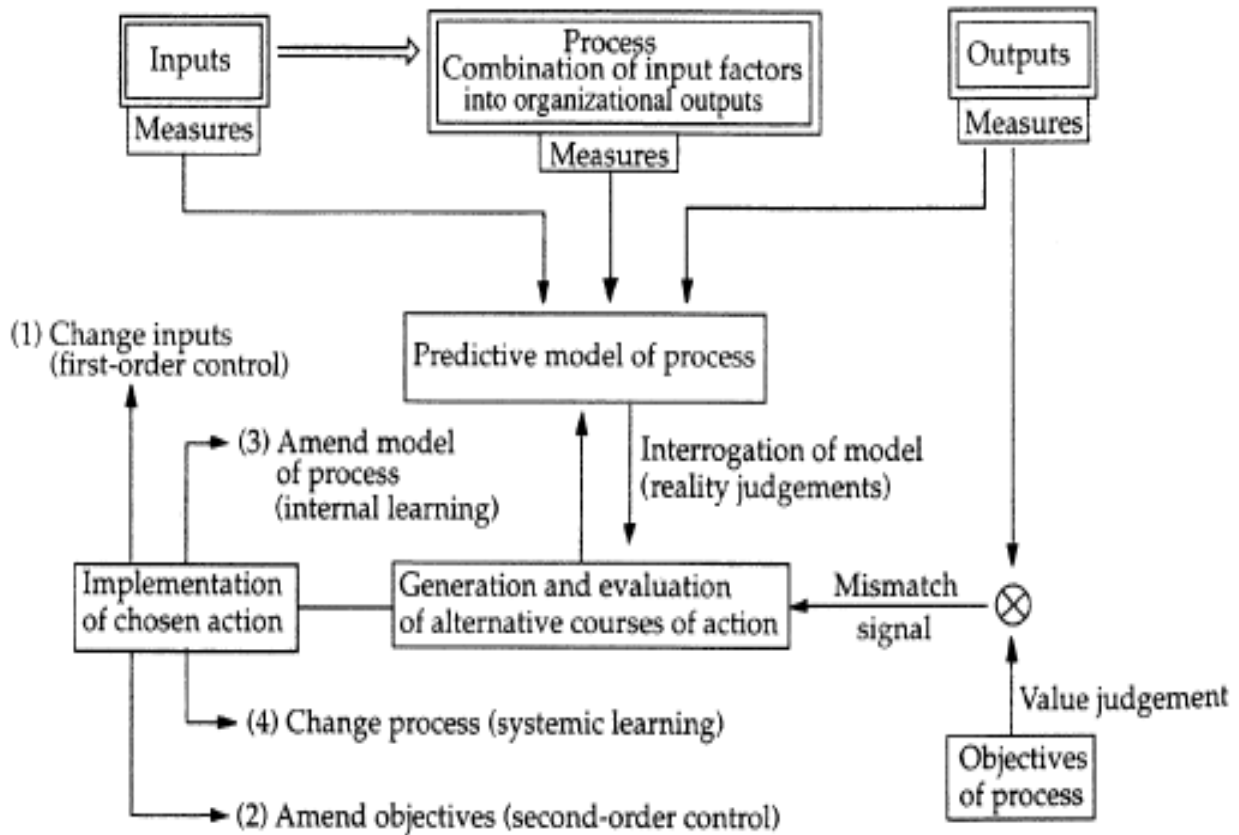 Inputs
Process
Combination of input factors
into organizational outputs
Outputs
Measures
Measures
Measures
(1) Change inputs
(first-order control)
Predictive model of process
(3) Amend model
of process
(internal learning)
Interrogation of model
(reality judgements)
Implementation
of chosen action
Generation and evaluation
of alternative courses of action
Mismatch
signal
Value judgement
(4) Change process (systemic learning)
Objectives
of process
(2) Amend objectives (second-order control)